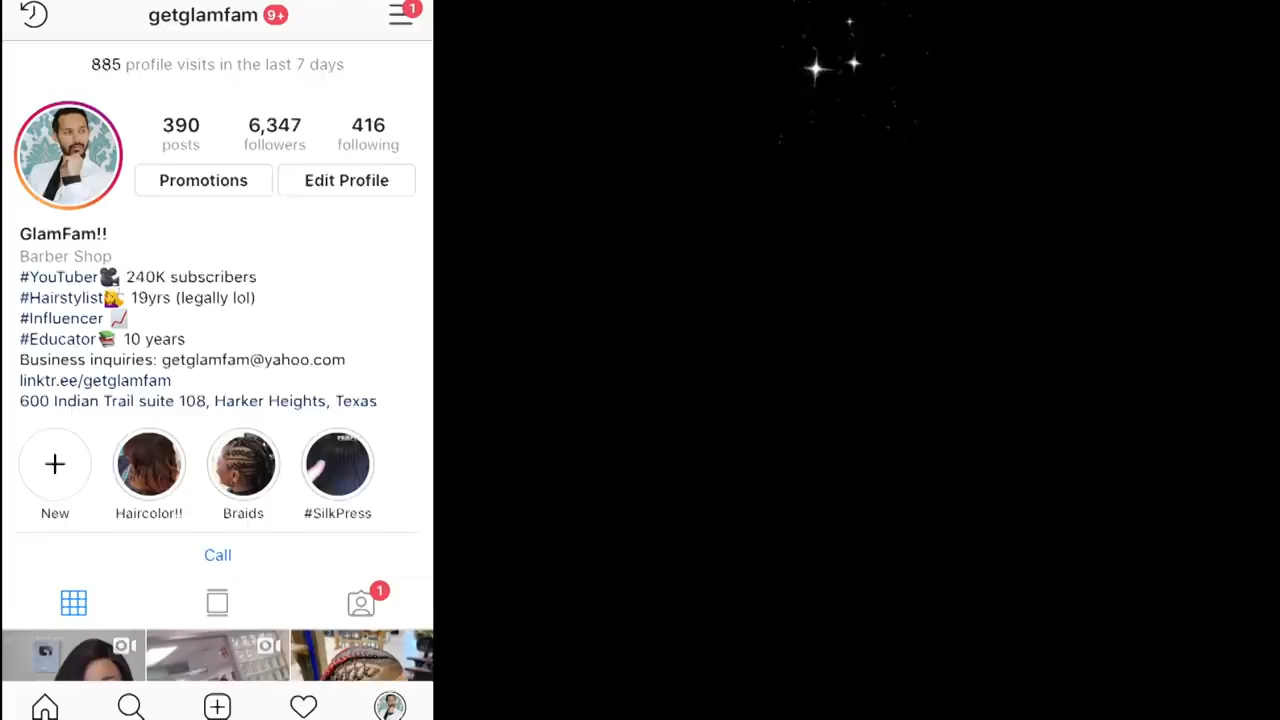 getglamfam 9+ 1
885 profile visits in the last 7 days
390 6,347 416
posts followers following
Promotions Edit Profile
GlamFam!!
Barber Shop
#YouTuber🎥 240K subscribers
#Hairstylist💇 19yrs (legally lol)
#Influencer 📈
#Educator📚 10 years
Business inquiries: getglamfam@yahoo.com
linktr.ee/getglamfam
600 Indian Trail suite 108, Harker Heights, Texas
New Haircolor!! Braids #SilkPress
Call
1